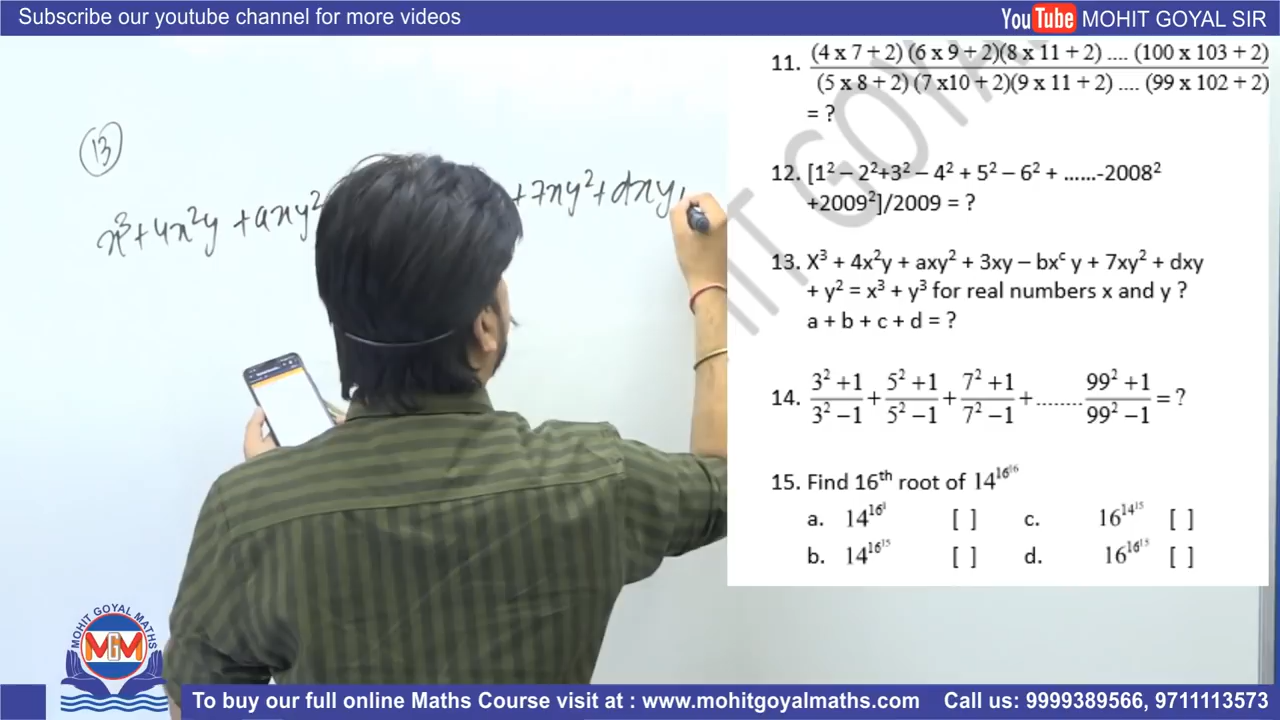 Subscribe our youtube channel for more videos
YouTube MOHIT GOYAL SIR
11. (4 x 7 + 2) (6 x 9 + 2)(8 x 11 + 2) .... (100 x 103 + 2)
(5 x 8 + 2) (7 x10 + 2)(9 x 11 + 2) .... (99 x 102 + 2)
= ?
12. [1² – 2²+3² – 4² + 5² – 6² + ......-2008²
+2009²]/2009 = ?
13. X³ + 4x²y + axy² + 3xy – bxᶜ y + 7xy² + dxy
+ y² = x³ + y³ for real numbers x and y ?
a + b + c + d = ?
14. 3² +1/3² –1 + 5² +1/5² –1 + 7² +1/7² –1 + ........ 99² +1/99² –1 = ?
15. Find 16th root of 14^16^16
a. 14^16^1 [ ] c. 16^14^15 [ ]
b. 14^16^15 [ ] d. 16^16^15 [ ]
13
x³+4x²y +axy² +7xy²+dxy
MOHIT GOYAL MATHS
MGM
To buy our full online Maths Course visit at : www.mohitgoyalmaths.com Call us: 9999389566, 9711113573